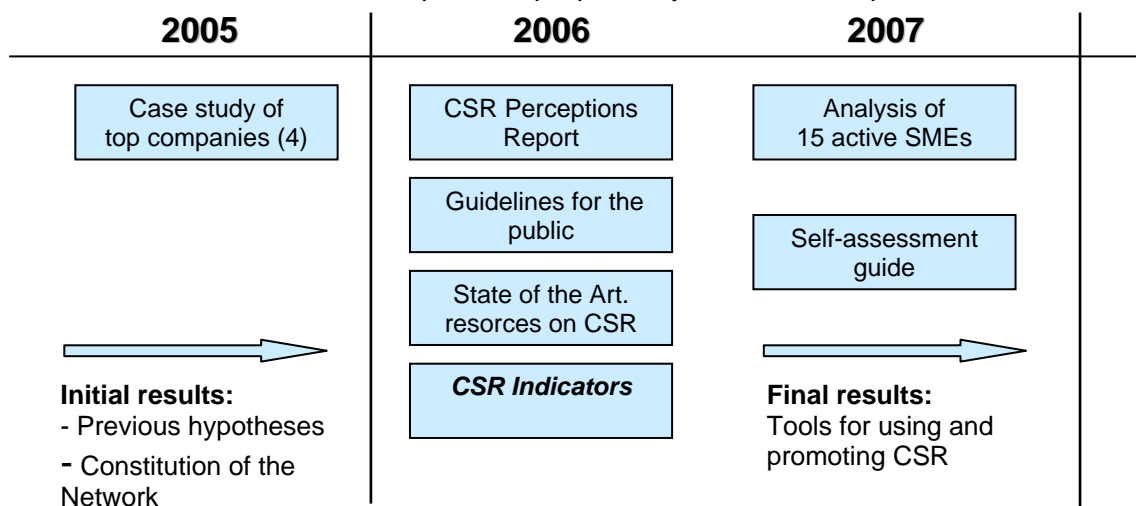 2005
2006
2007
Case study of
top companies (4)
CSR Perceptions
Report
Guidelines for the
public
State of the Art.
resorces on CSR
CSR Indicators
Analysis of
15 active SMEs
Self-assessment
guide
Initial results:
- Previous hypotheses
- Constitution of the
Network
Final results:
Tools for using and
promoting CSR